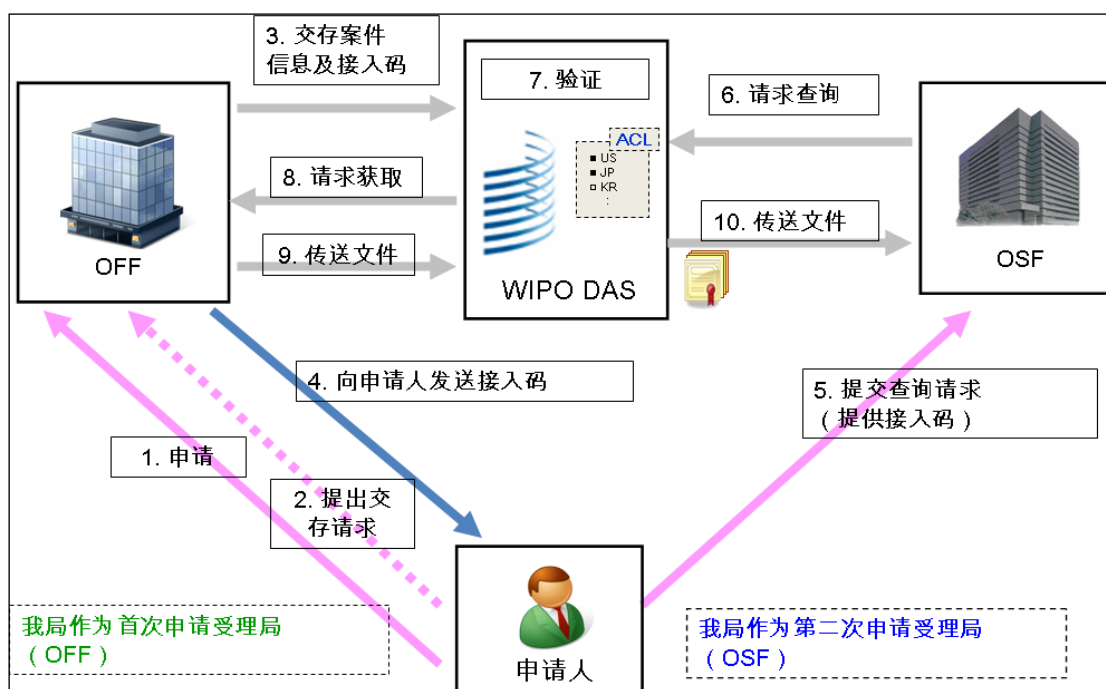 3. 交存案件
信息及接入码
7. 验证
6. 请求查询
ACL
■ US
■ JP
□ KR
:
8. 请求获取
10. 传送文件
9. 传送文件
OFF
WIPO DAS
OSF
4. 向申请人发送接入码
5. 提交查询请求
（提供接入码）
1. 申请
2. 提出交
存请求
我局作为首次申请受理局
（OFF）
我局作为第二次申请受理局
（OSF）
申请人